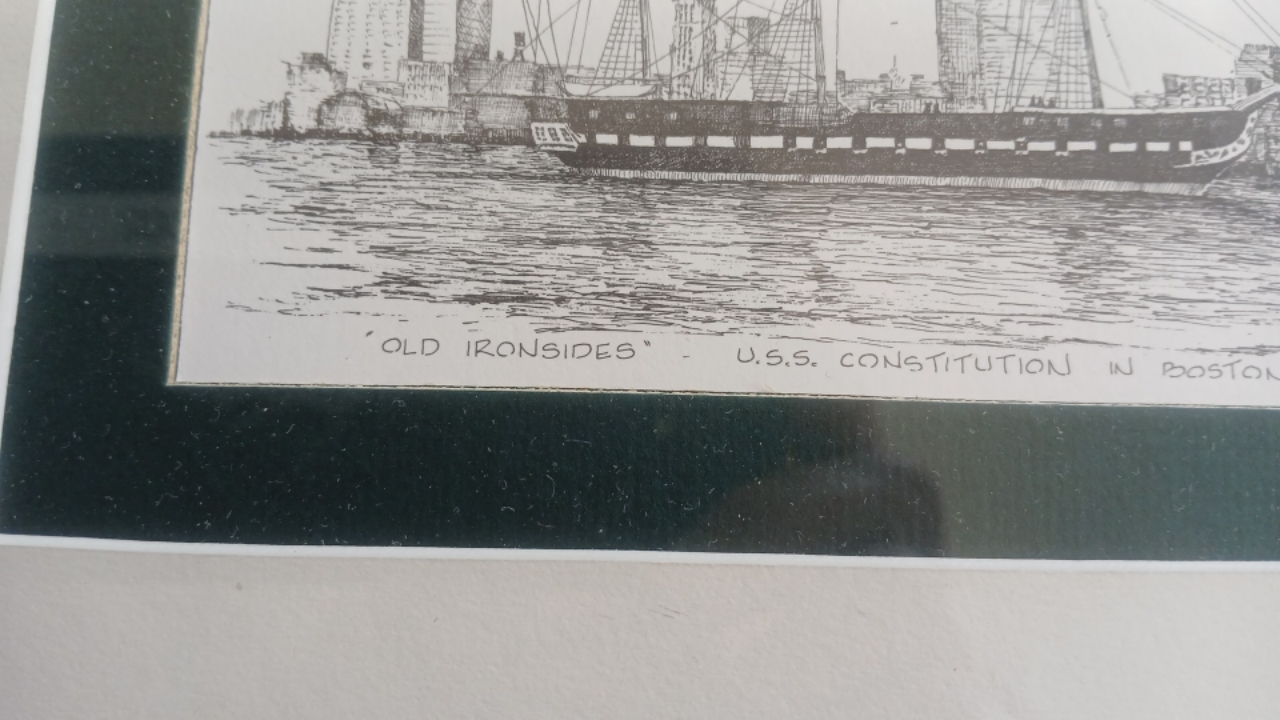 "OLD IRONSIDES" - U.S.S. CONSTITUTION IN BOSTON